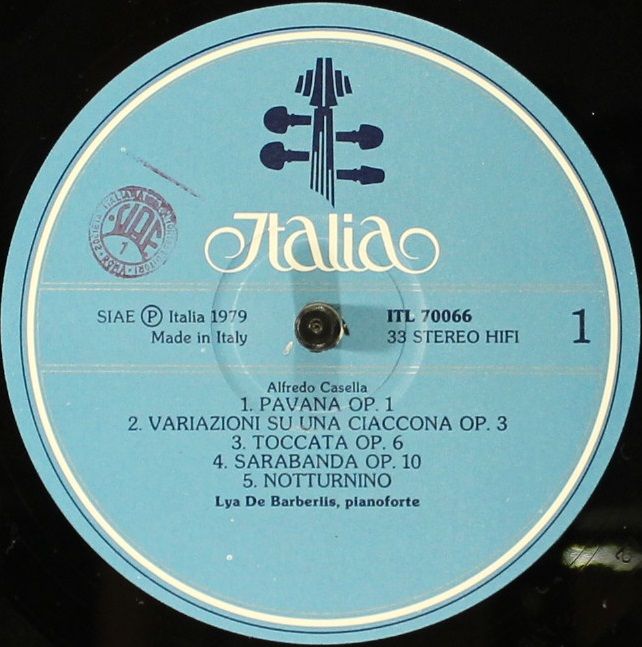 Italia
SIAE Ⓟ Italia 1979
Made in Italy
ITL 70066
33 STEREO HIFI
1
Alfredo Casella
1. PAVANA OP. 1
2. VARIAZIONI SU UNA CIACCONA OP. 3
3. TOCCATA OP. 6
4. SARABANDA OP. 10
5. NOTTURNINO
Lya De Barberiis, pianoforte
SIAE